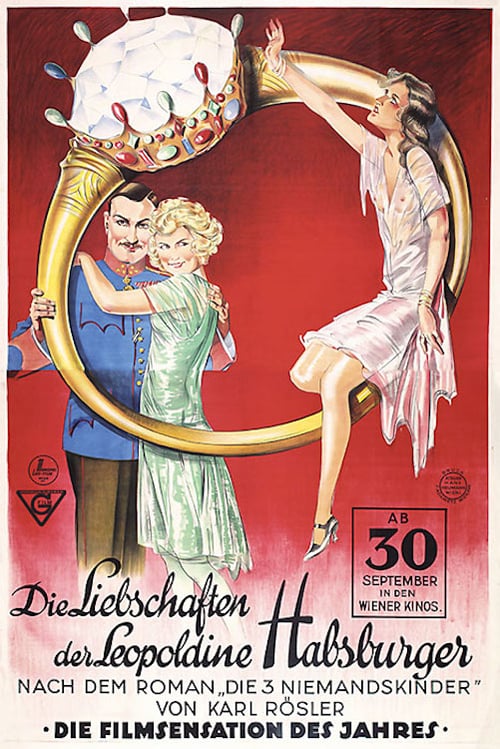 AB
30
SEPTEMBER
IN DEN
WIENER KINOS.
Die Liebschaften
der Leopoldine Habsburger
NACH DEM ROMAN „DIE 3 NIEMANDSKINDER"
VON KARL RÖSLER
· DIE FILMSENSATION DES JAHRES ·